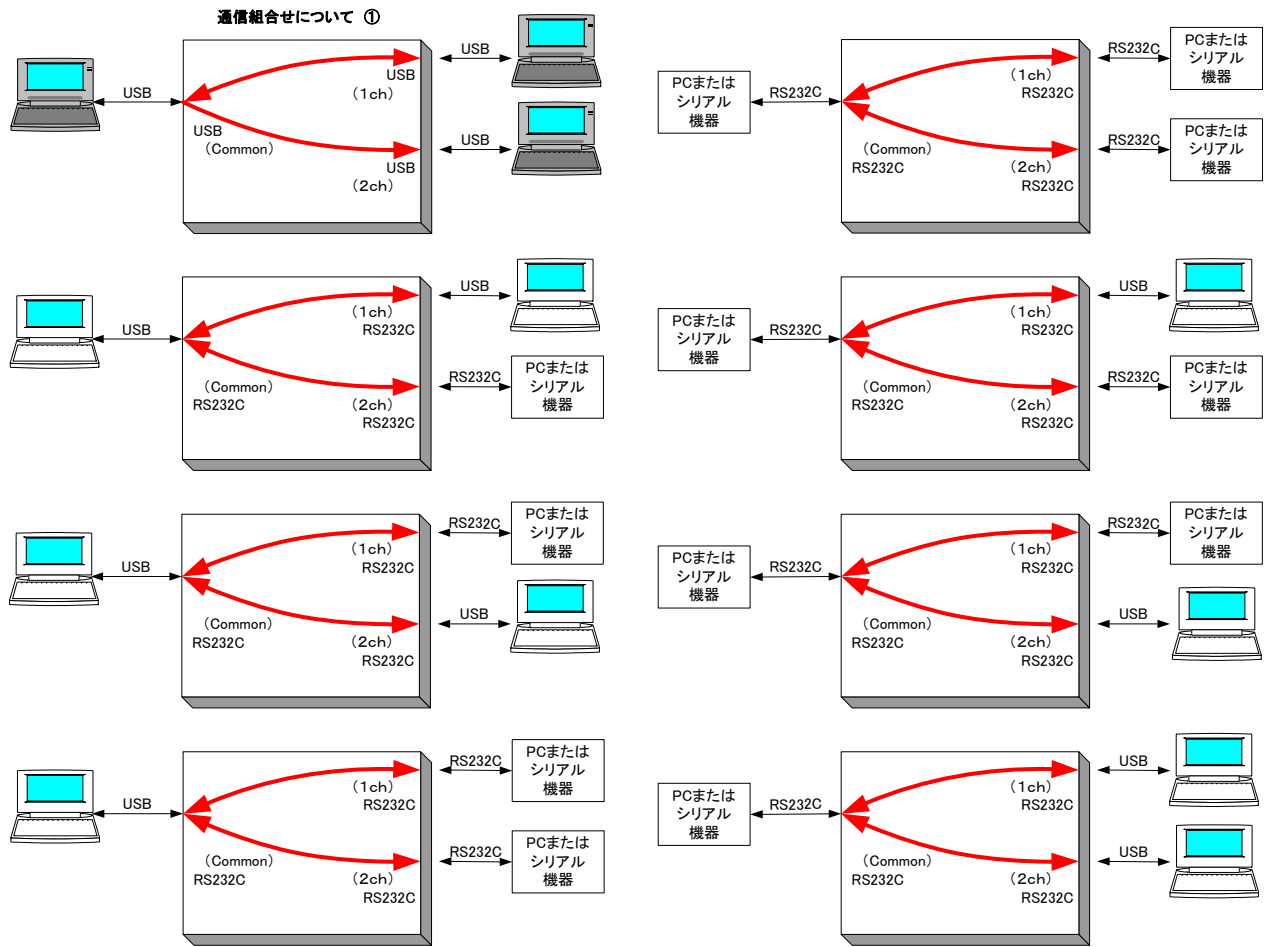 通信組合せについて ①
USB
USB
(1ch)
USB
(Common)
USB
(2ch)
USB
USB
PCまたは
シリアル
機器
RS232C
(1ch)
RS232C
(Common)
RS232C
(2ch)
RS232C
RS232C
PCまたは
シリアル
機器
RS232C
PCまたは
シリアル
機器
USB
(1ch)
RS232C
(Common)
RS232C
(2ch)
RS232C
USB
RS232C
PCまたは
シリアル
機器
PCまたは
シリアル
機器
RS232C
(1ch)
RS232C
(Common)
RS232C
(2ch)
RS232C
USB
RS232C
PCまたは
シリアル
機器
USB
(1ch)
RS232C
(Common)
RS232C
(2ch)
RS232C
RS232C
PCまたは
シリアル
機器
USB
PCまたは
シリアル
機器
RS232C
(1ch)
RS232C
(Common)
RS232C
(2ch)
RS232C
RS232C
PCまたは
シリアル
機器
USB
USB
(1ch)
RS232C
(Common)
RS232C
(2ch)
RS232C
RS232C
PCまたは
シリアル
機器
RS232C
PCまたは
シリアル
機器
PCまたは
シリアル
機器
RS232C
(1ch)
RS232C
(Common)
RS232C
(2ch)
RS232C
USB
USB